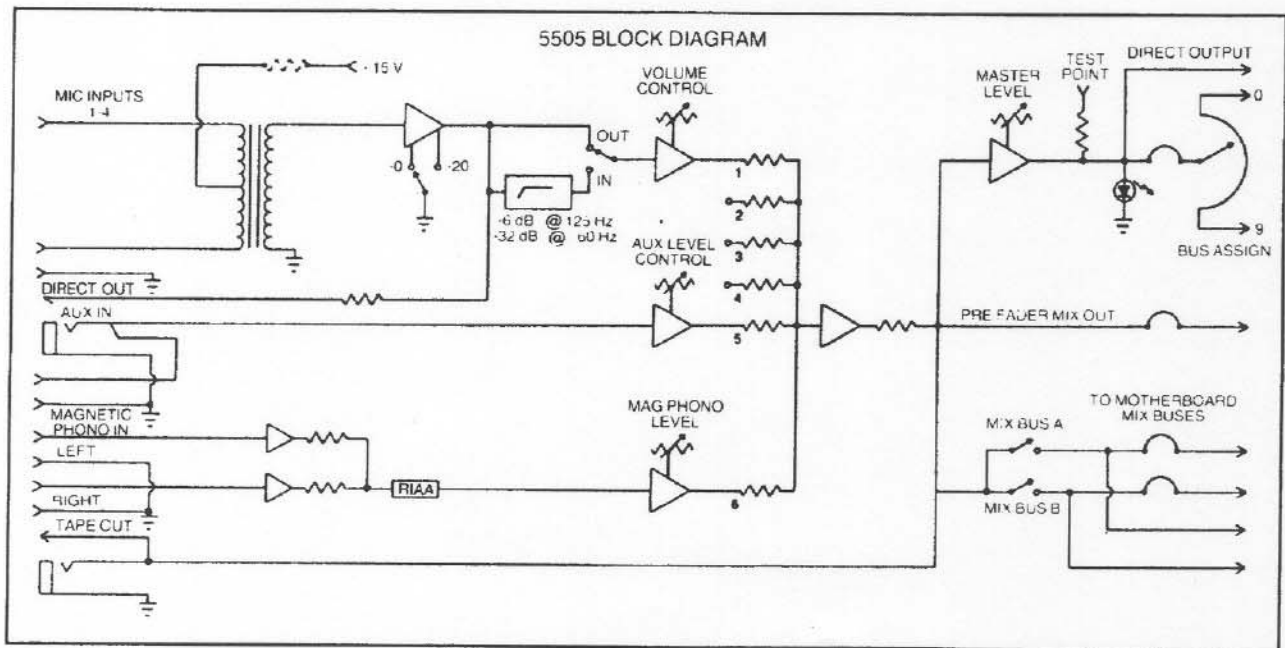 5505 BLOCK DIAGRAM
- 15 V
MIC INPUTS
1-4
-0
-20
OUT
IN
-6 dB @ 125 Hz
-32 dB @ 60 Hz
VOLUME
CONTROL
1
2
3
4
5
6
AUX LEVEL
CONTROL
MAG PHONO
LEVEL
MASTER
LEVEL
TEST
POINT
DIRECT OUTPUT
0
9
BUS ASSIGN
DIRECT OUT
AUX IN
PRE FADER MIX OUT
MAGNETIC
PHONO IN
LEFT
RIGHT
RIAA
TAPE OUT
MIX BUS A
MIX BUS B
TO MOTHERBOARD
MIX BUSES